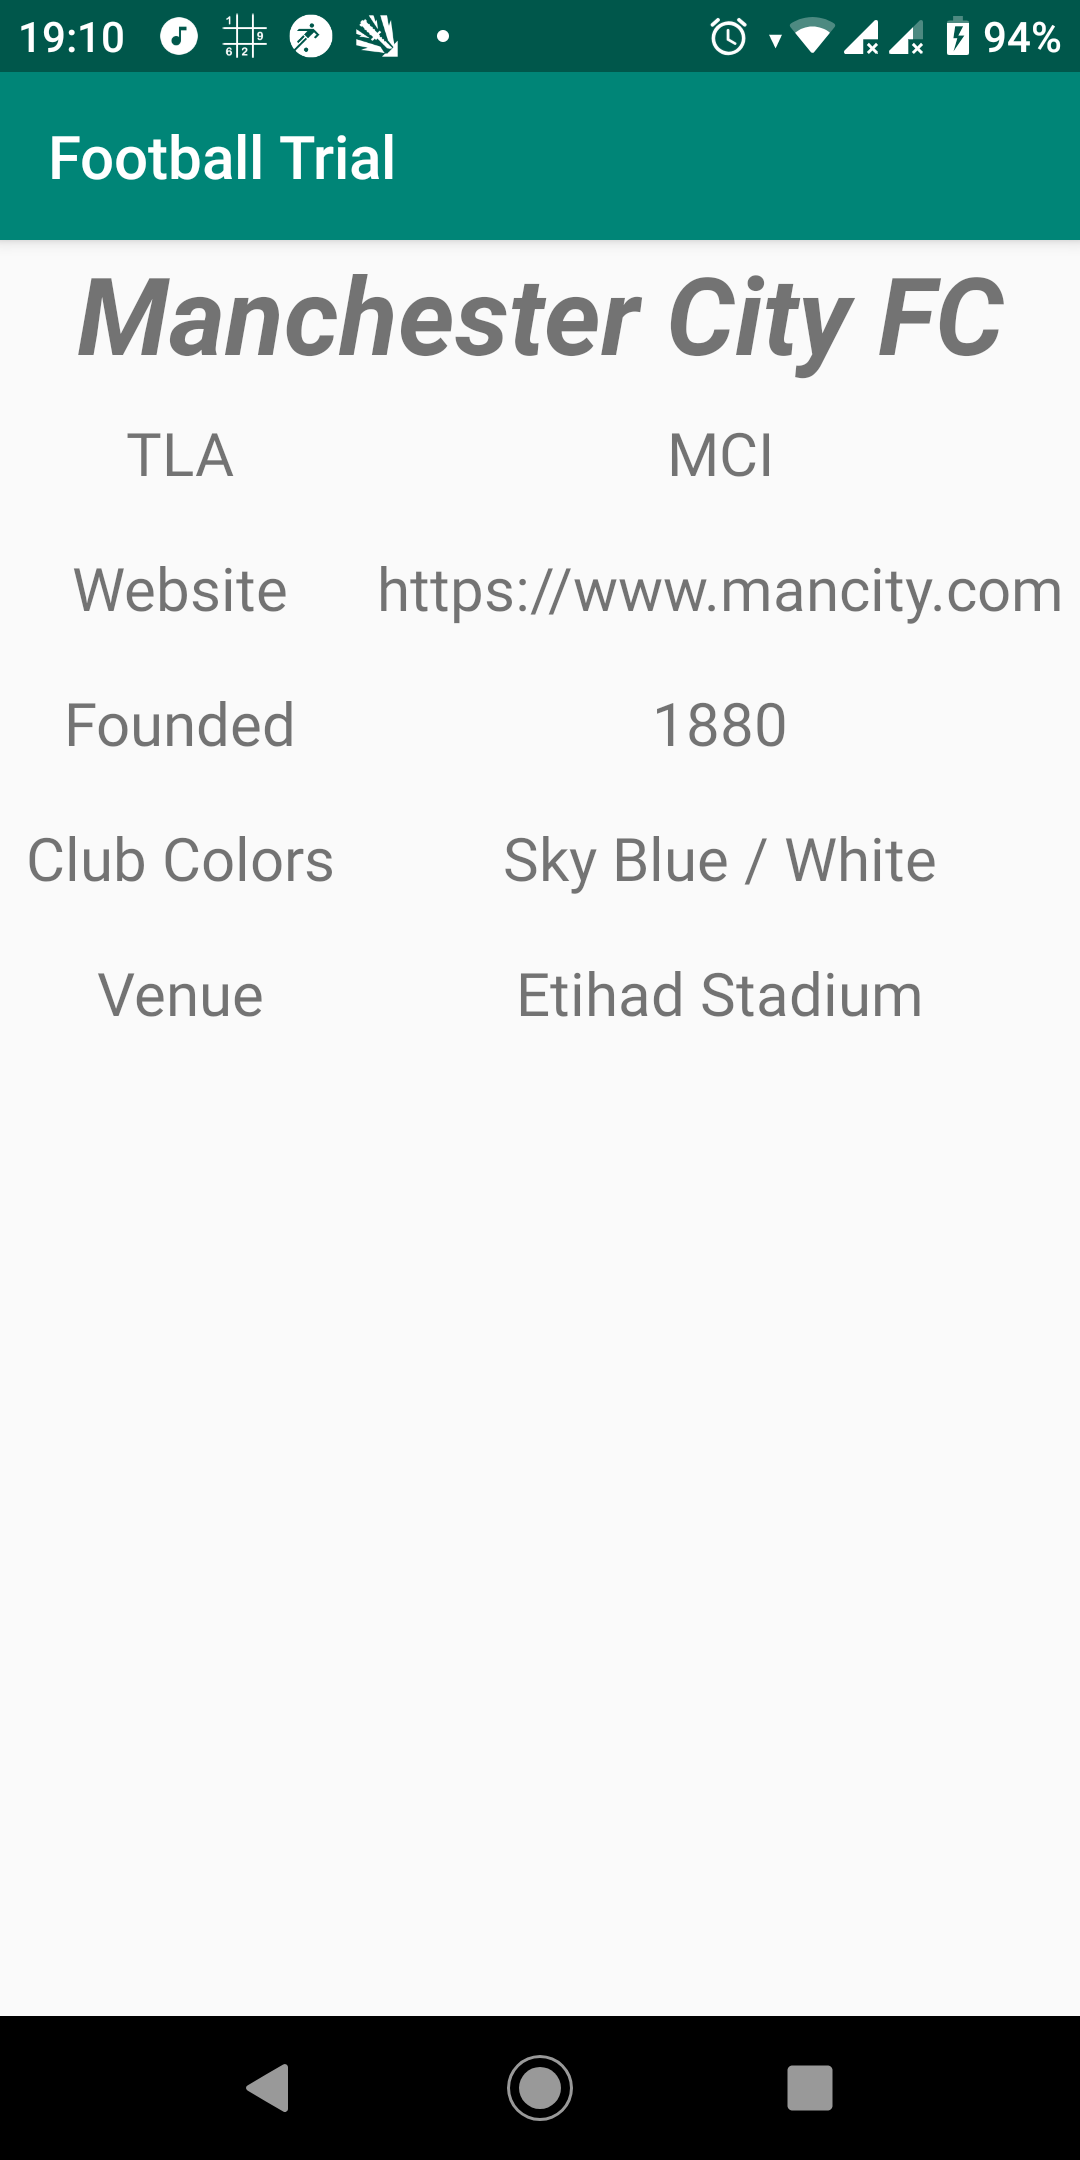 19:10 94%
Football Trial
Manchester City FC
TLA MCI
Website https://www.mancity.com
Founded 1880
Club Colors Sky Blue / White
Venue Etihad Stadium